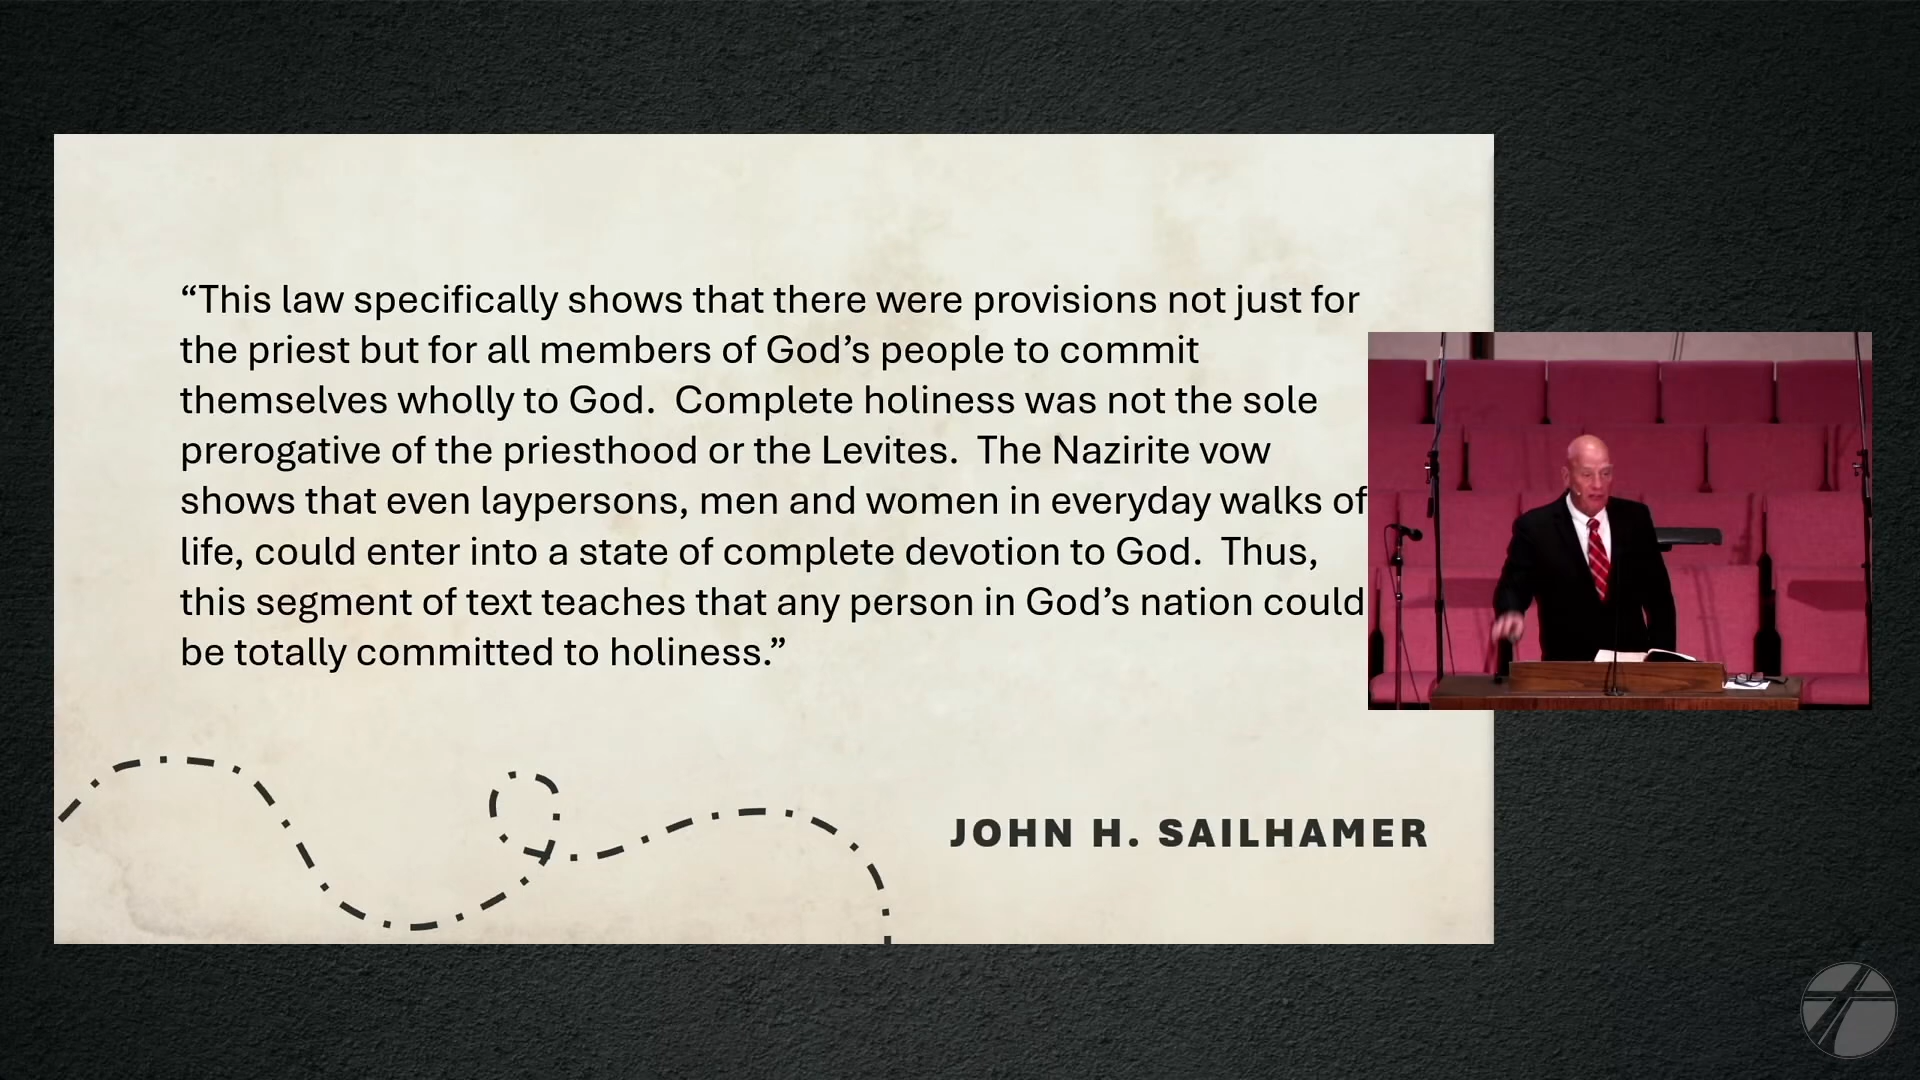 “This law specifically shows that there were provisions not just for
the priest but for all members of God’s people to commit
themselves wholly to God.  Complete holiness was not the sole
prerogative of the priesthood or the Levites.  The Nazirite vow
shows that even laypersons, men and women in everyday walks of
life, could enter into a state of complete devotion to God.  Thus,
this segment of text teaches that any person in God’s nation could
be totally committed to holiness.”
JOHN H. SAILHAMER